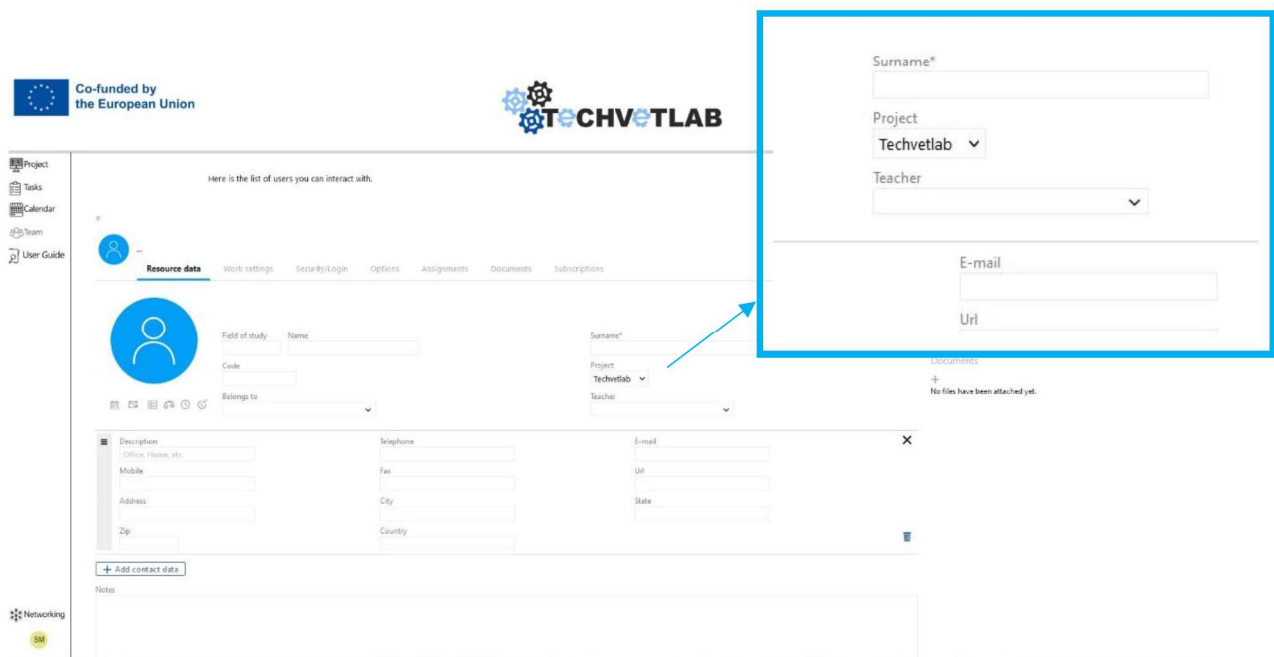 Co-funded by
the European Union
TeCHVeTLAB
Project
Tasks
Calendar
Team
User Guide
Networking
SM
Here is the list of users you can interact with.
...
Resource data Work settings Security/Login Options Assignments Documents Subscriptions
Field of study Name Surname*
Code Project
Techvetlab
Belongs to Teacher
Documents
+
No files have been attached yet.
Description Telephone E-mail
Office, Home, etc.
Mobile Fax Url
Address City State
Zip Country
+ Add contact data
Notes
Surname*
Project
Techvetlab
Teacher
E-mail
Url